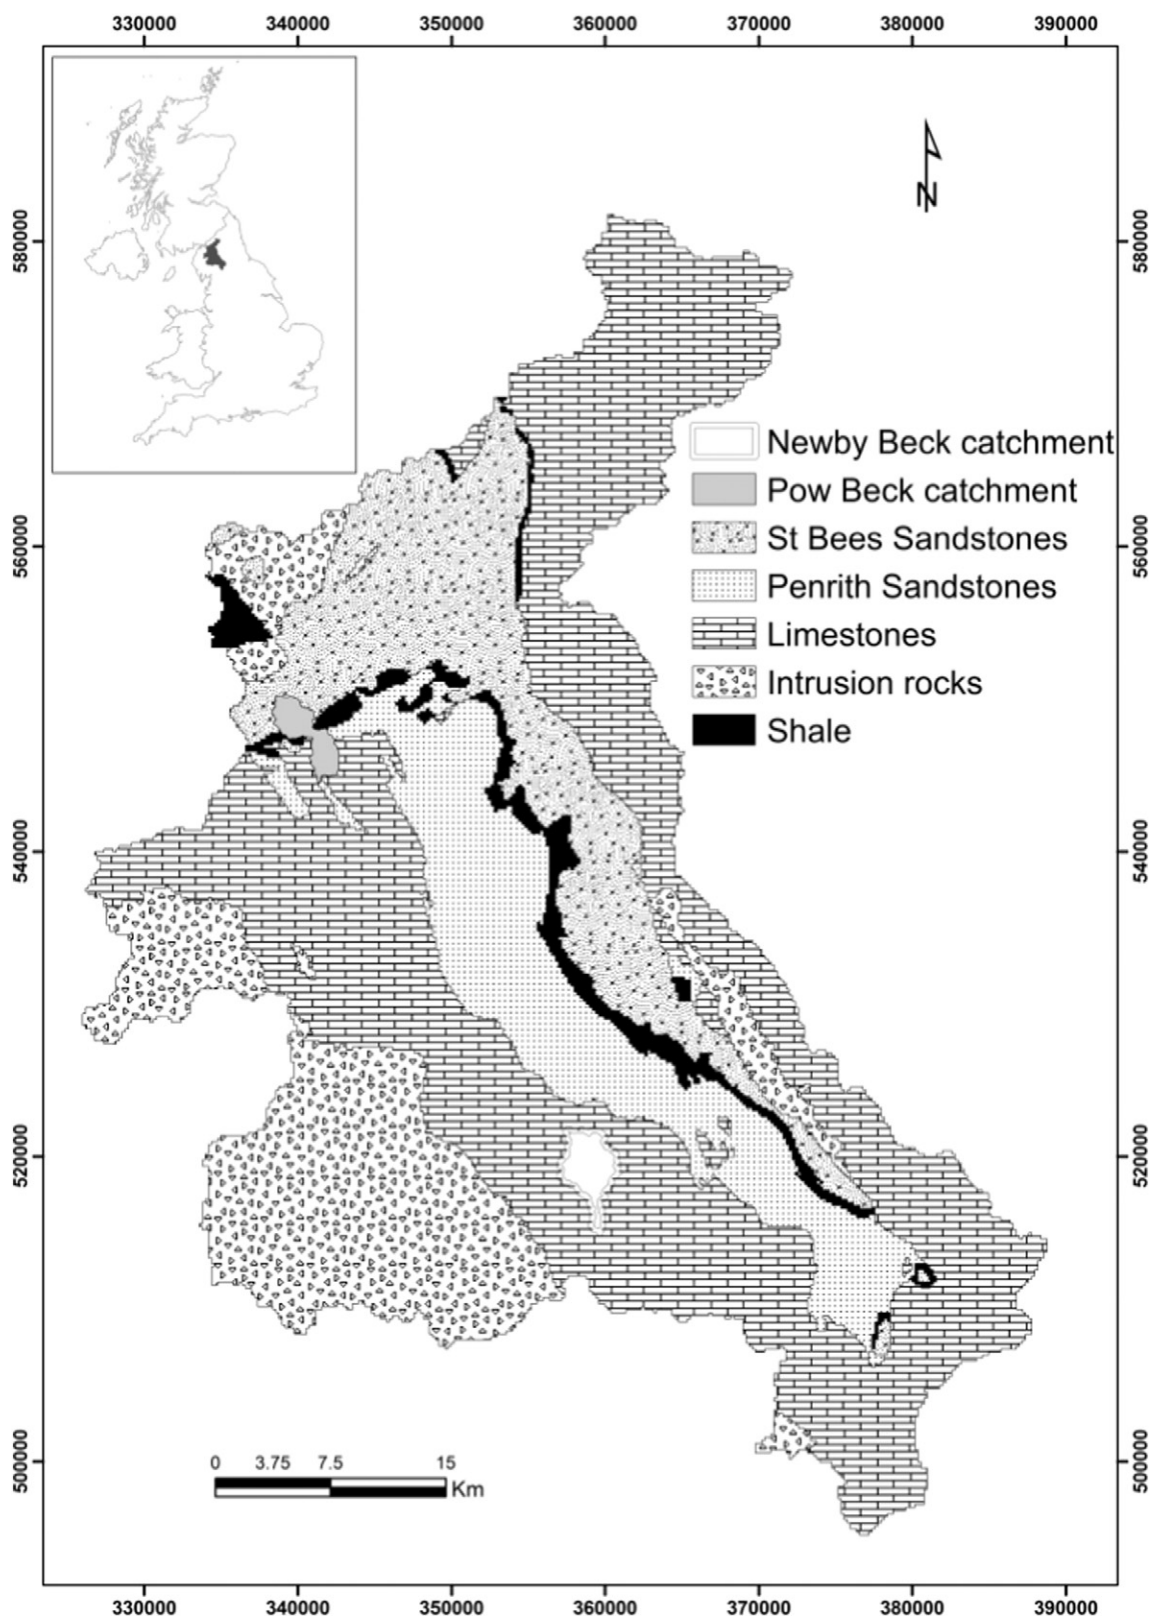 330000 340000 350000 360000 370000 380000 390000
N
580000 580000
Newby Beck catchment
Pow Beck catchment
St Bees Sandstones
560000 560000
Penrith Sandstones
Limestones
Intrusion rocks
Shale
540000 540000
520000 520000
500000 500000
0 3.75 7.5 15
Km
330000 340000 350000 360000 370000 380000 390000